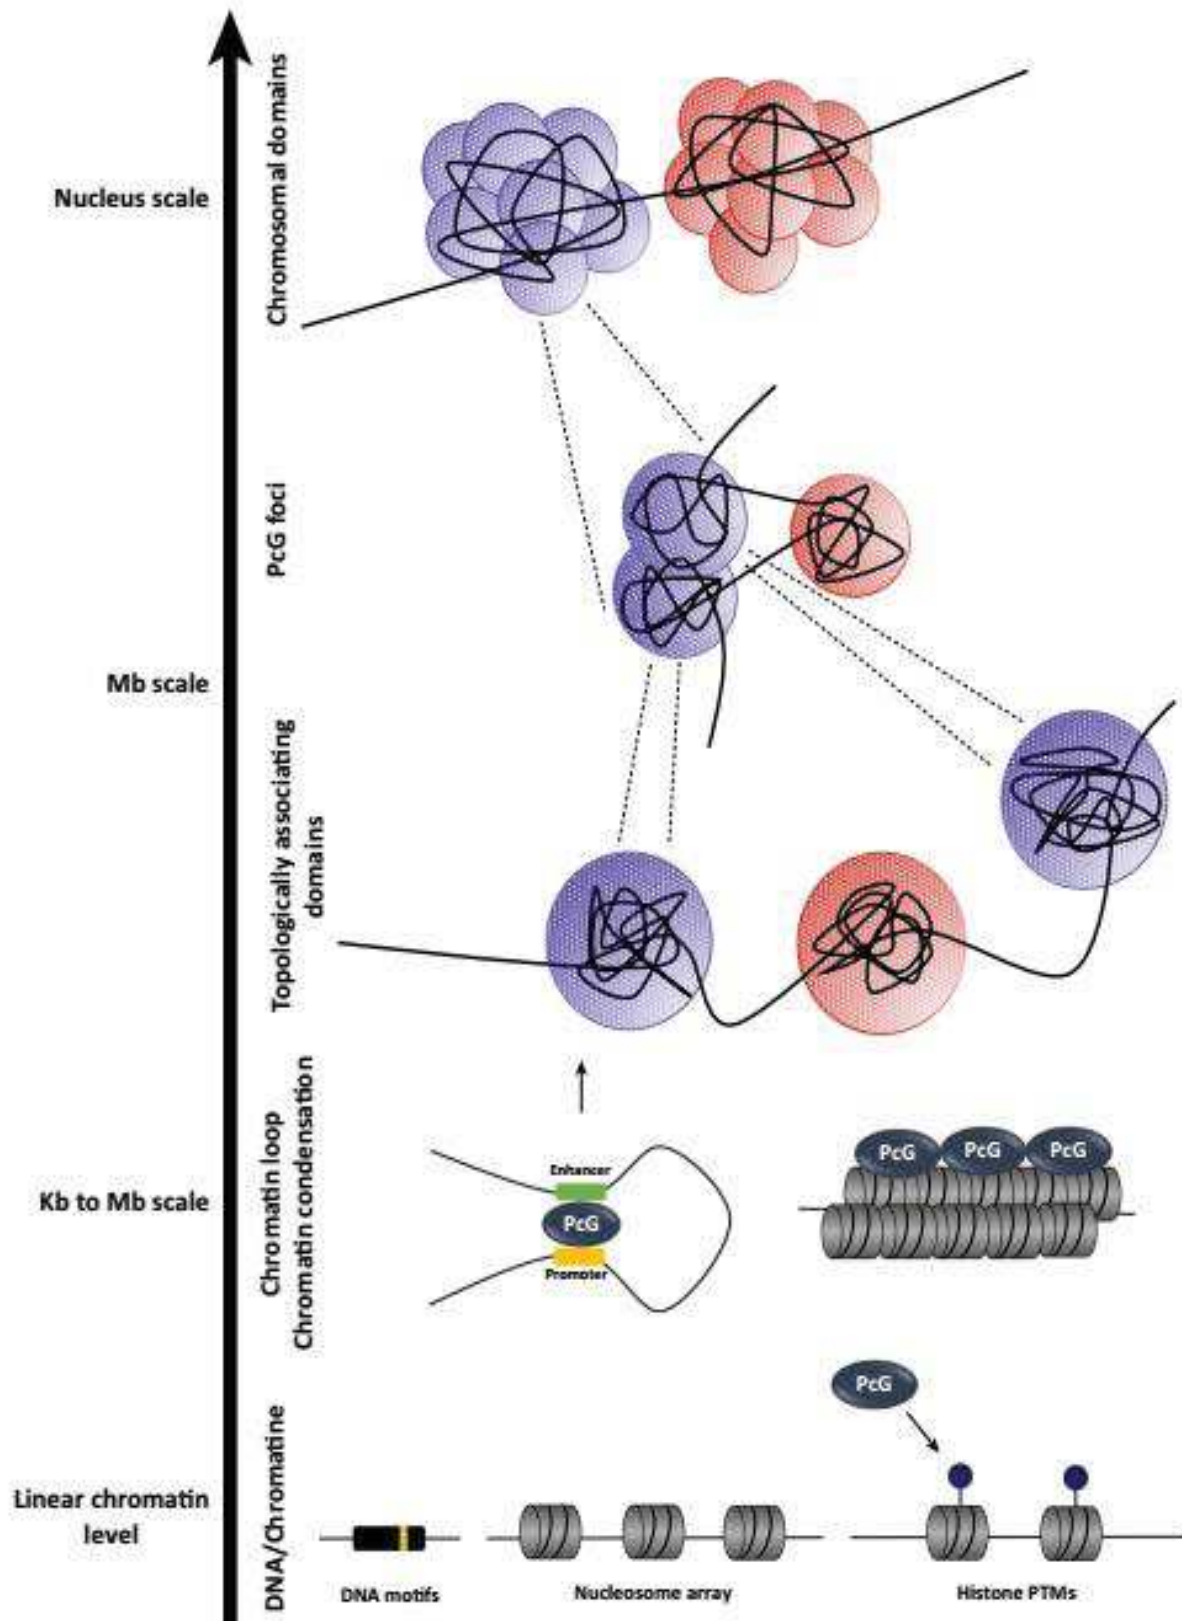 Nucleus scale
Chromosomal domains
PcG foci
Mb scale
Topologically associating
domains
Kb to Mb scale
Chromatin loop
Chromatin condensation
Enhancer
PcG
Promoter
PcG
PcG
PcG
PcG
Linear chromatin
level
DNA/Chromatine
DNA motifs
Nucleosome array
Histone PTMs